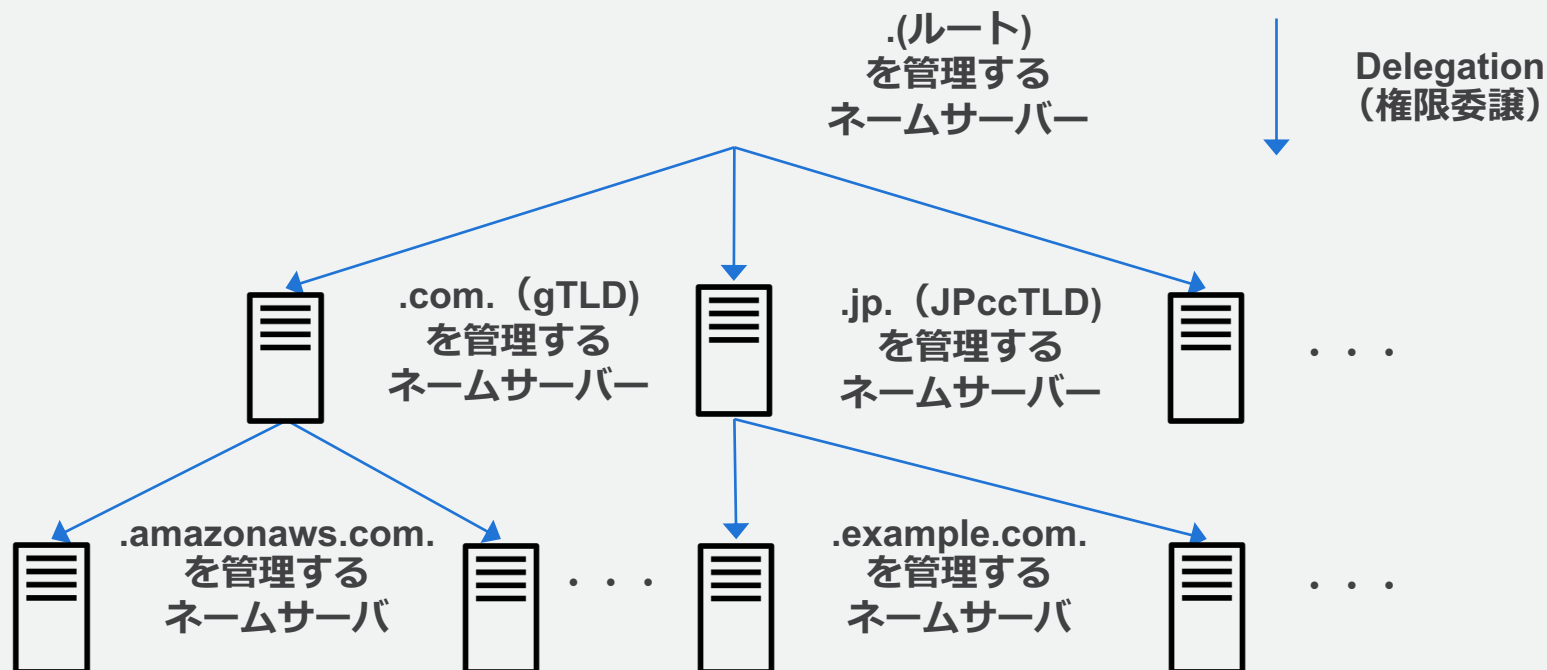 .(ルート)
を管理する
ネームサーバー
Delegation
（権限委譲）
.com.（gTLD)
を管理する
ネームサーバー
.jp.（JPccTLD)
を管理する
ネームサーバー
・・・
.amazonaws.com.
を管理する
ネームサーバ
・・・
.example.com.
を管理する
ネームサーバ
・・・